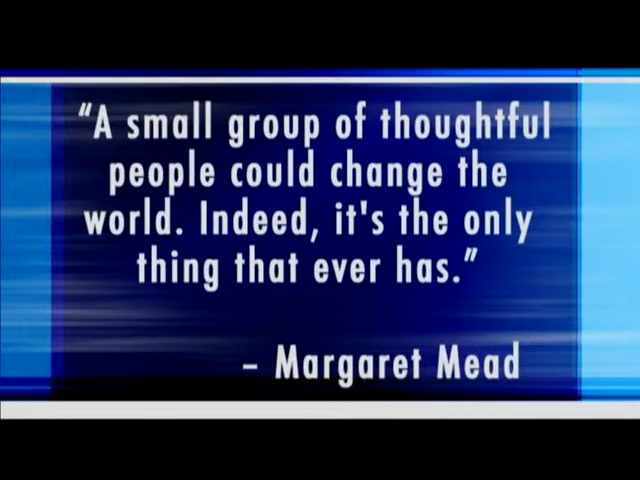 “A small group of thoughtful
people could change the
world. Indeed, it's the only
thing that ever has.”
– Margaret Mead